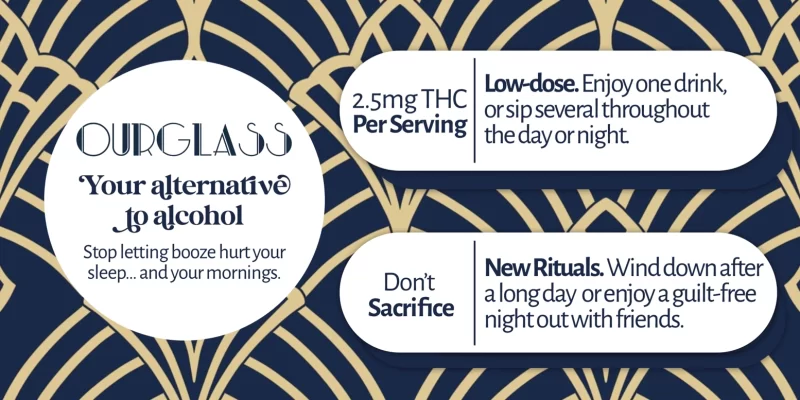 OURGLASS
Your alternative
to alcohol
Stop letting booze hurt your
sleep... and your mornings.
2.5mg THC
Per Serving
Low-dose. Enjoy one drink,
or sip several throughout
the day or night.
Don't
Sacrifice
New Rituals. Wind down after
a long day or enjoy a guilt-free
night out with friends.